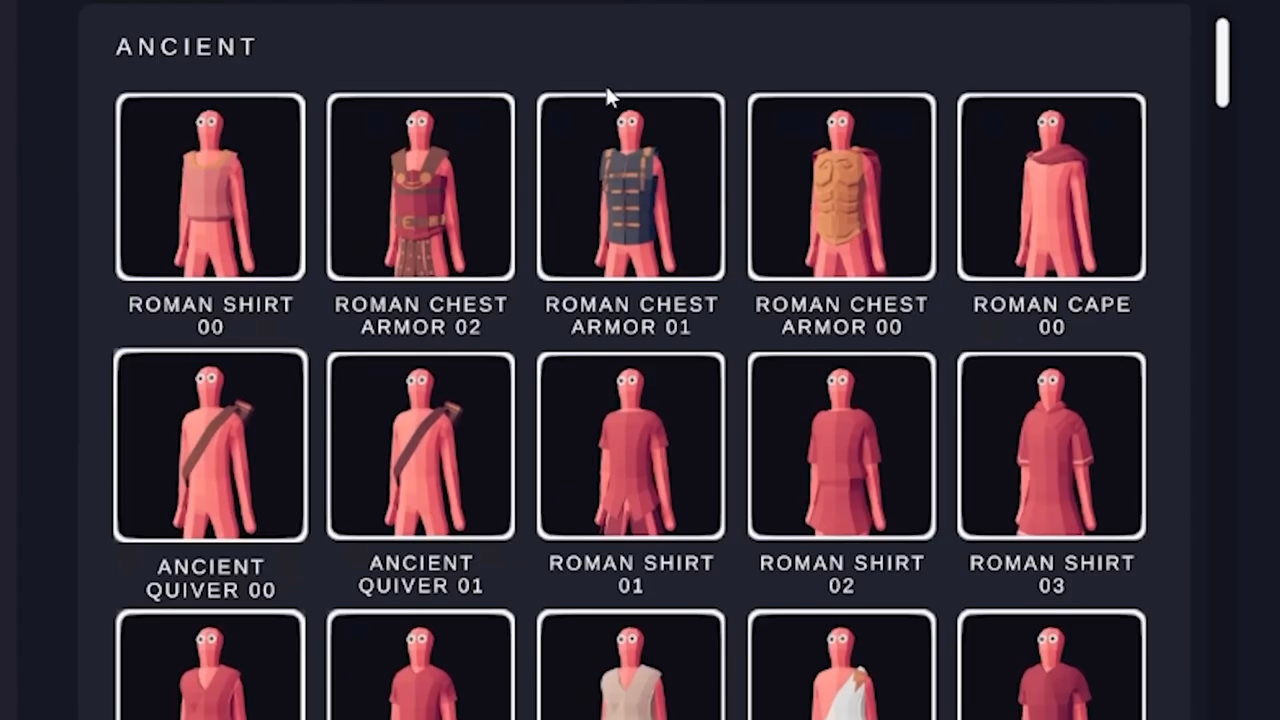 ANCIENT
ROMAN SHIRT
00
ROMAN CHEST
ARMOR 02
ROMAN CHEST
ARMOR 01
ROMAN CHEST
ARMOR 00
ROMAN CAPE
00
ANCIENT
QUIVER 00
ANCIENT
QUIVER 01
ROMAN SHIRT
01
ROMAN SHIRT
02
ROMAN SHIRT
03